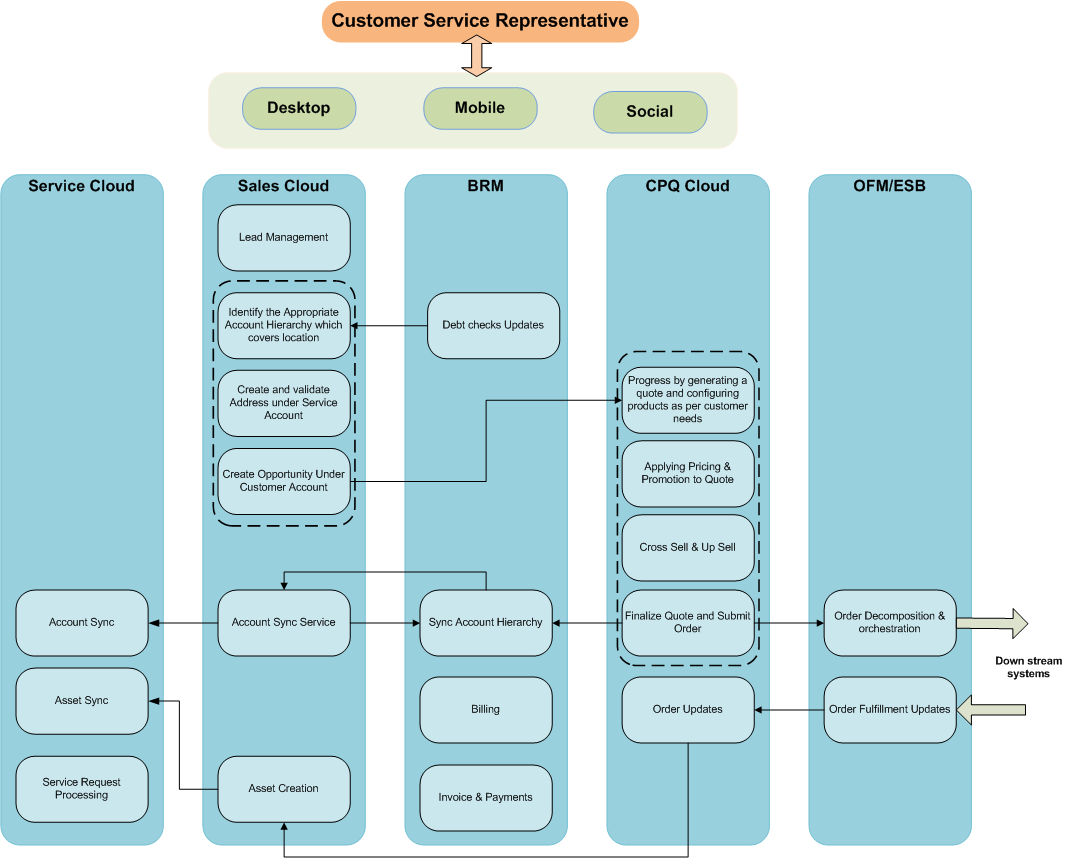 Customer Service Representative
Desktop
Mobile
Social
Service Cloud
Account Sync
Asset Sync
Service Request
Processing
Sales Cloud
Lead Management
Identify the Appropriate
Account Hierarchy which
covers location
Create and validate
Address under Service
Account
Create Opportunity Under
Customer Account
Account Sync Service
Asset Creation
BRM
Debt checks Updates
Sync Account Hierarchy
Billing
Invoice & Payments
CPQ Cloud
Progress by generating a
quote and configuring
products as per customer
needs
Applying Pricing &
Promotion to Quote
Cross Sell & Up Sell
Finalize Quote and Submit
Order
Order Updates
OFM/ESB
Order Decomposition &
orchestration
Order Fulfillment Updates
Down stream
systems